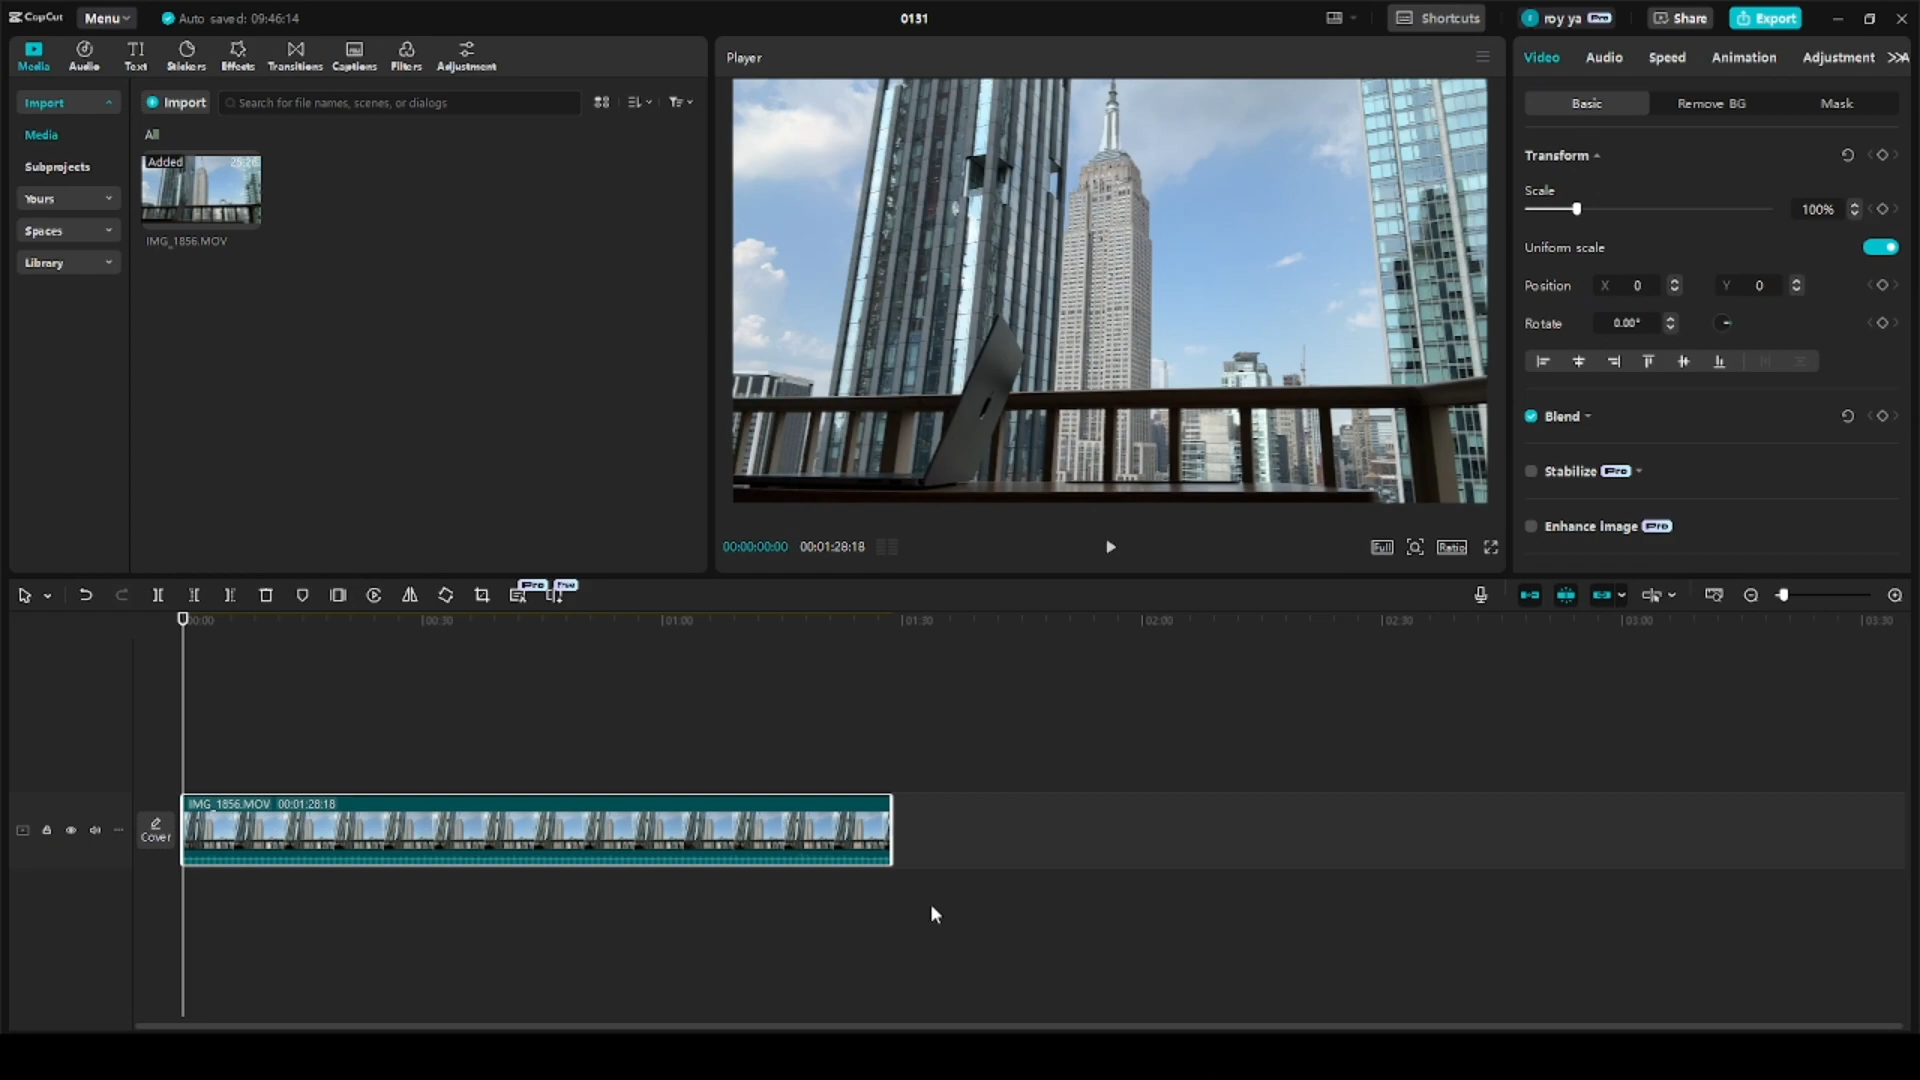 CapCut
Menu
Auto saved: 09:46:14
0131
Shortcuts
roy ya Pro
Share
Export
Media
Audio
Text
Stickers
Effects
Transitions
Captions
Filters
Adjustment
Import
Media
Subprojects
Yours
Spaces
Library
Import
Search for file names, scenes, or dialogs
All
Added
IMG_1856.MOV
Player
00:00:00:00
00:01:28:18
Full
Ratio
Video
Audio
Speed
Animation
Adjustment
Basic
Remove BG
Mask
Transform
Scale
100%
Uniform scale
Position X 0 Y 0
Rotate 0.00°
Blend
Stabilize Pro
Enhance Image Pro
Pro
Free
00:00
00:30
01:00
01:30
02:00
02:30
03:00
03:30
Cover
IMG_1856.MOV 00:01:28:18